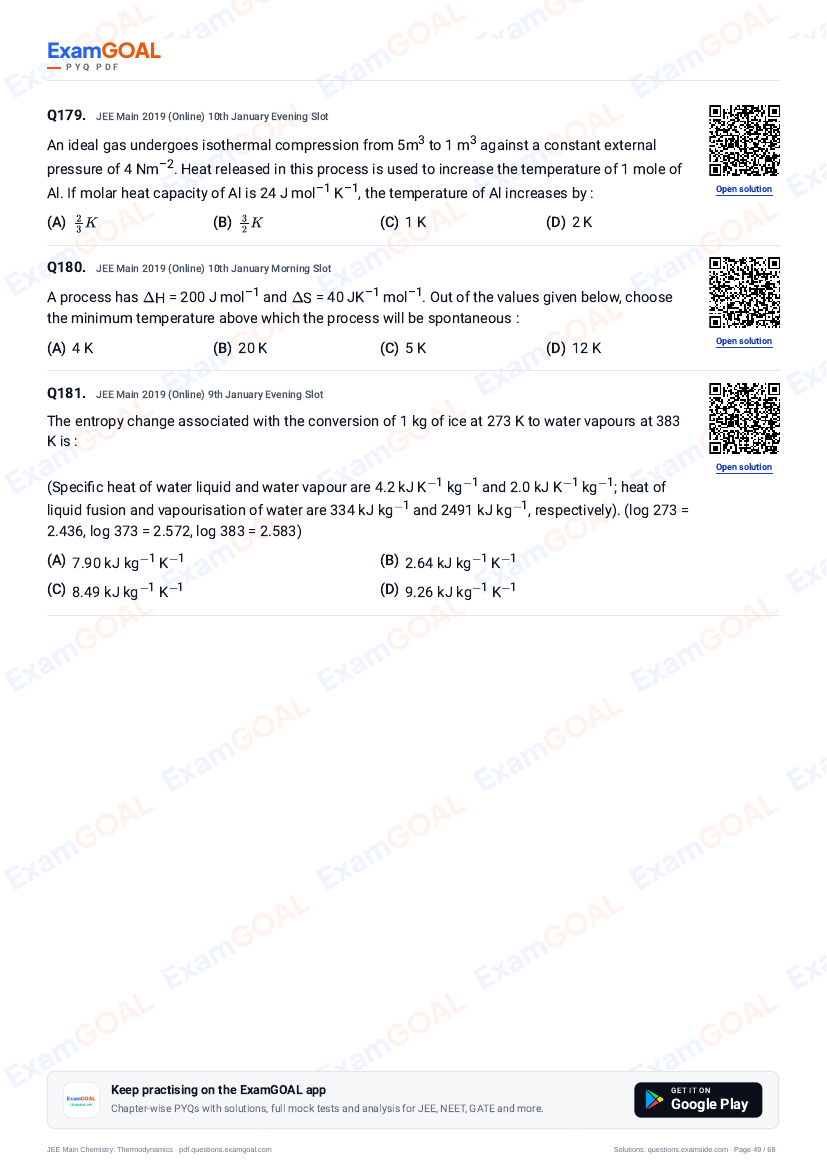 ExamGOAL
PYQ PDF
Q179. JEE Main 2019 (Online) 10th January Evening Slot
An ideal gas undergoes isothermal compression from 5m³ to 1 m³ against a constant external
pressure of 4 Nm⁻². Heat released in this process is used to increase the temperature of 1 mole of
Al. If molar heat capacity of Al is 24 J mol⁻¹ K⁻¹, the temperature of Al increases by :
(A) 2/3 K (B) 3/2 K (C) 1 K (D) 2 K
Open solution
Q180. JEE Main 2019 (Online) 10th January Morning Slot
A process has ΔH = 200 J mol⁻¹ and ΔS = 40 JK⁻¹ mol⁻¹. Out of the values given below, choose
the minimum temperature above which the process will be spontaneous :
(A) 4 K (B) 20 K (C) 5 K (D) 12 K
Open solution
Q181. JEE Main 2019 (Online) 9th January Evening Slot
The entropy change associated with the conversion of 1 kg of ice at 273 K to water vapours at 383
K is :
Open solution
(Specific heat of water liquid and water vapour are 4.2 kJ K⁻¹ kg⁻¹ and 2.0 kJ K⁻¹ kg⁻¹; heat of
liquid fusion and vapourisation of water are 334 kJ kg⁻¹ and 2491 kJ kg⁻¹, respectively). (log 273 =
2.436, log 373 = 2.572, log 383 = 2.583)
(A) 7.90 kJ kg⁻¹ K⁻¹ (B) 2.64 kJ kg⁻¹ K⁻¹
(C) 8.49 kJ kg⁻¹ K⁻¹ (D) 9.26 kJ kg⁻¹ K⁻¹
ExamGOAL
Keep practising on the ExamGOAL app
Chapter-wise PYQs with solutions, full mock tests and analysis for JEE, NEET, GATE and more.
GET IT ON
Google Play
JEE Main Chemistry: Thermodynamics · pdf.questions.examgoal.com
Solutions: questions.examside.com · Page 49 / 68